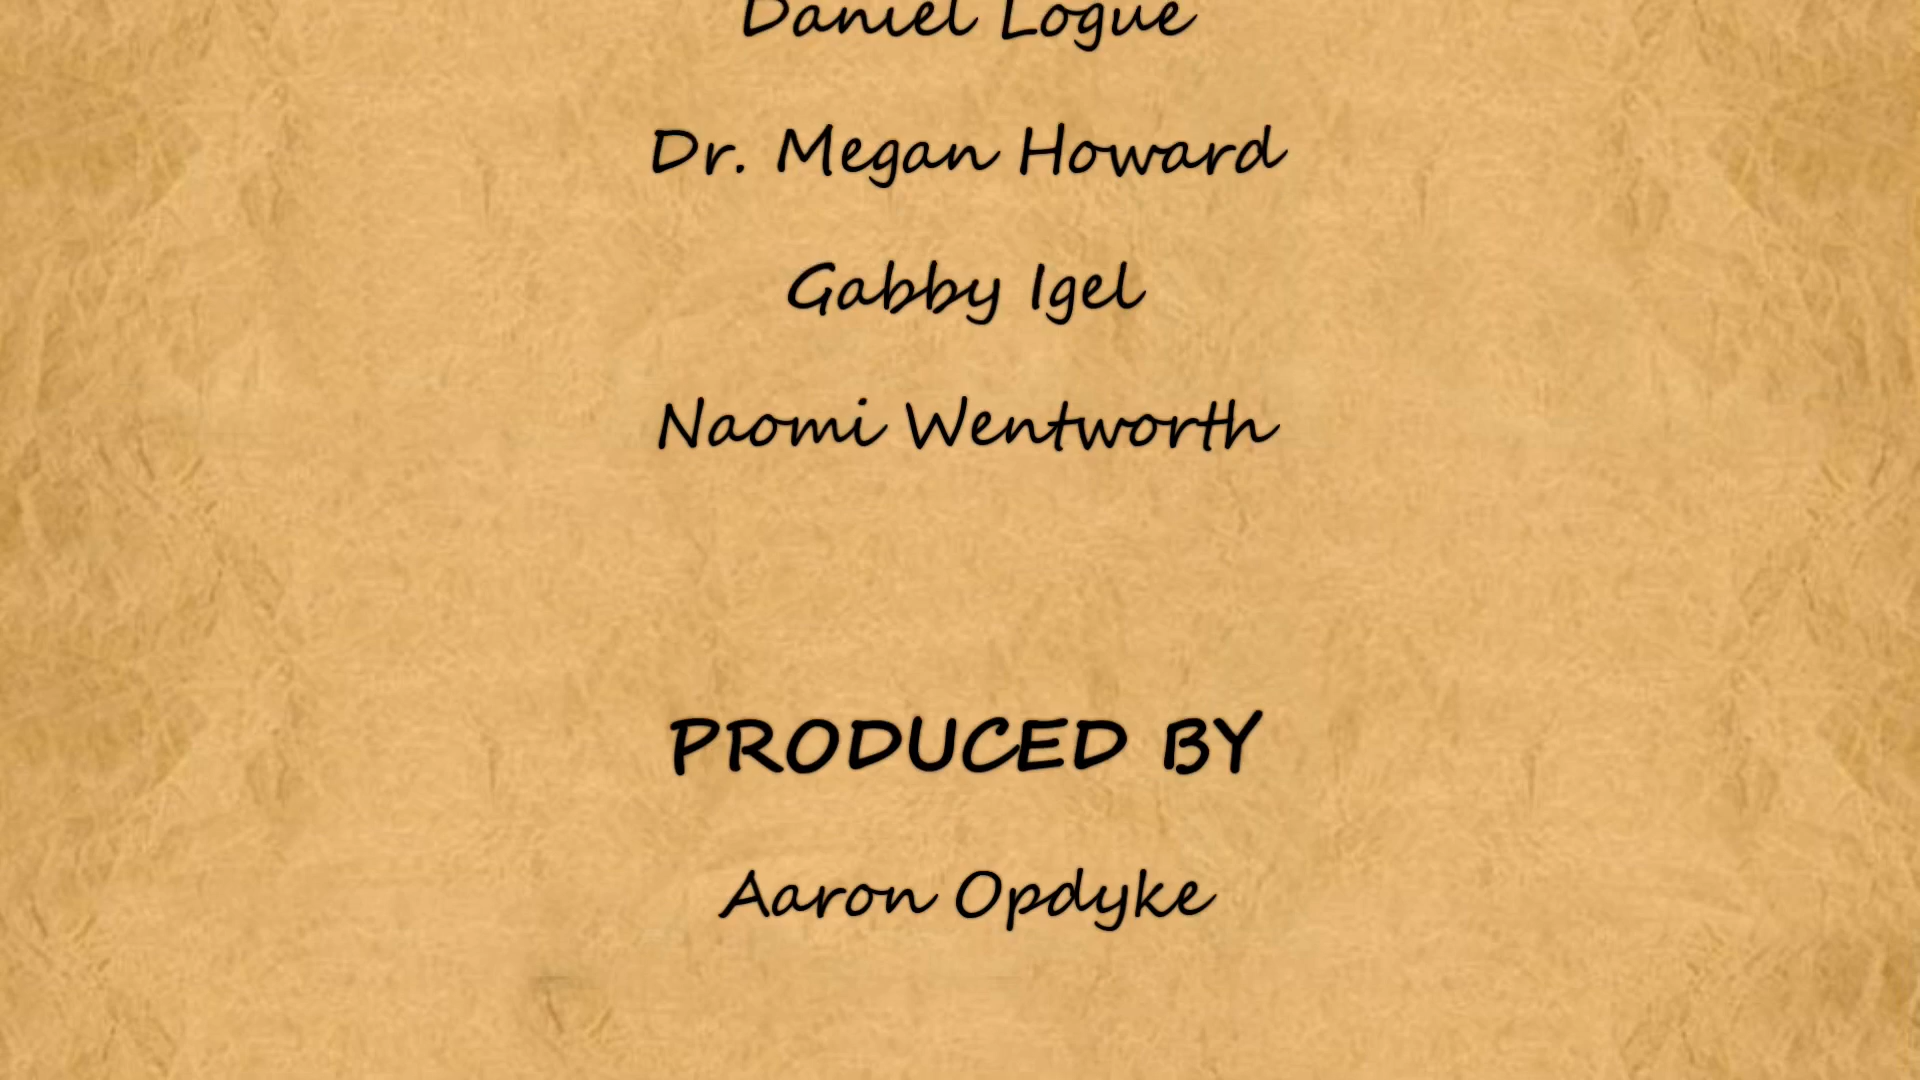 Daniel Logue
Dr. Megan Howard
Gabby Igel
Naomi Wentworth
PRODUCED BY
Aaron Opdyke